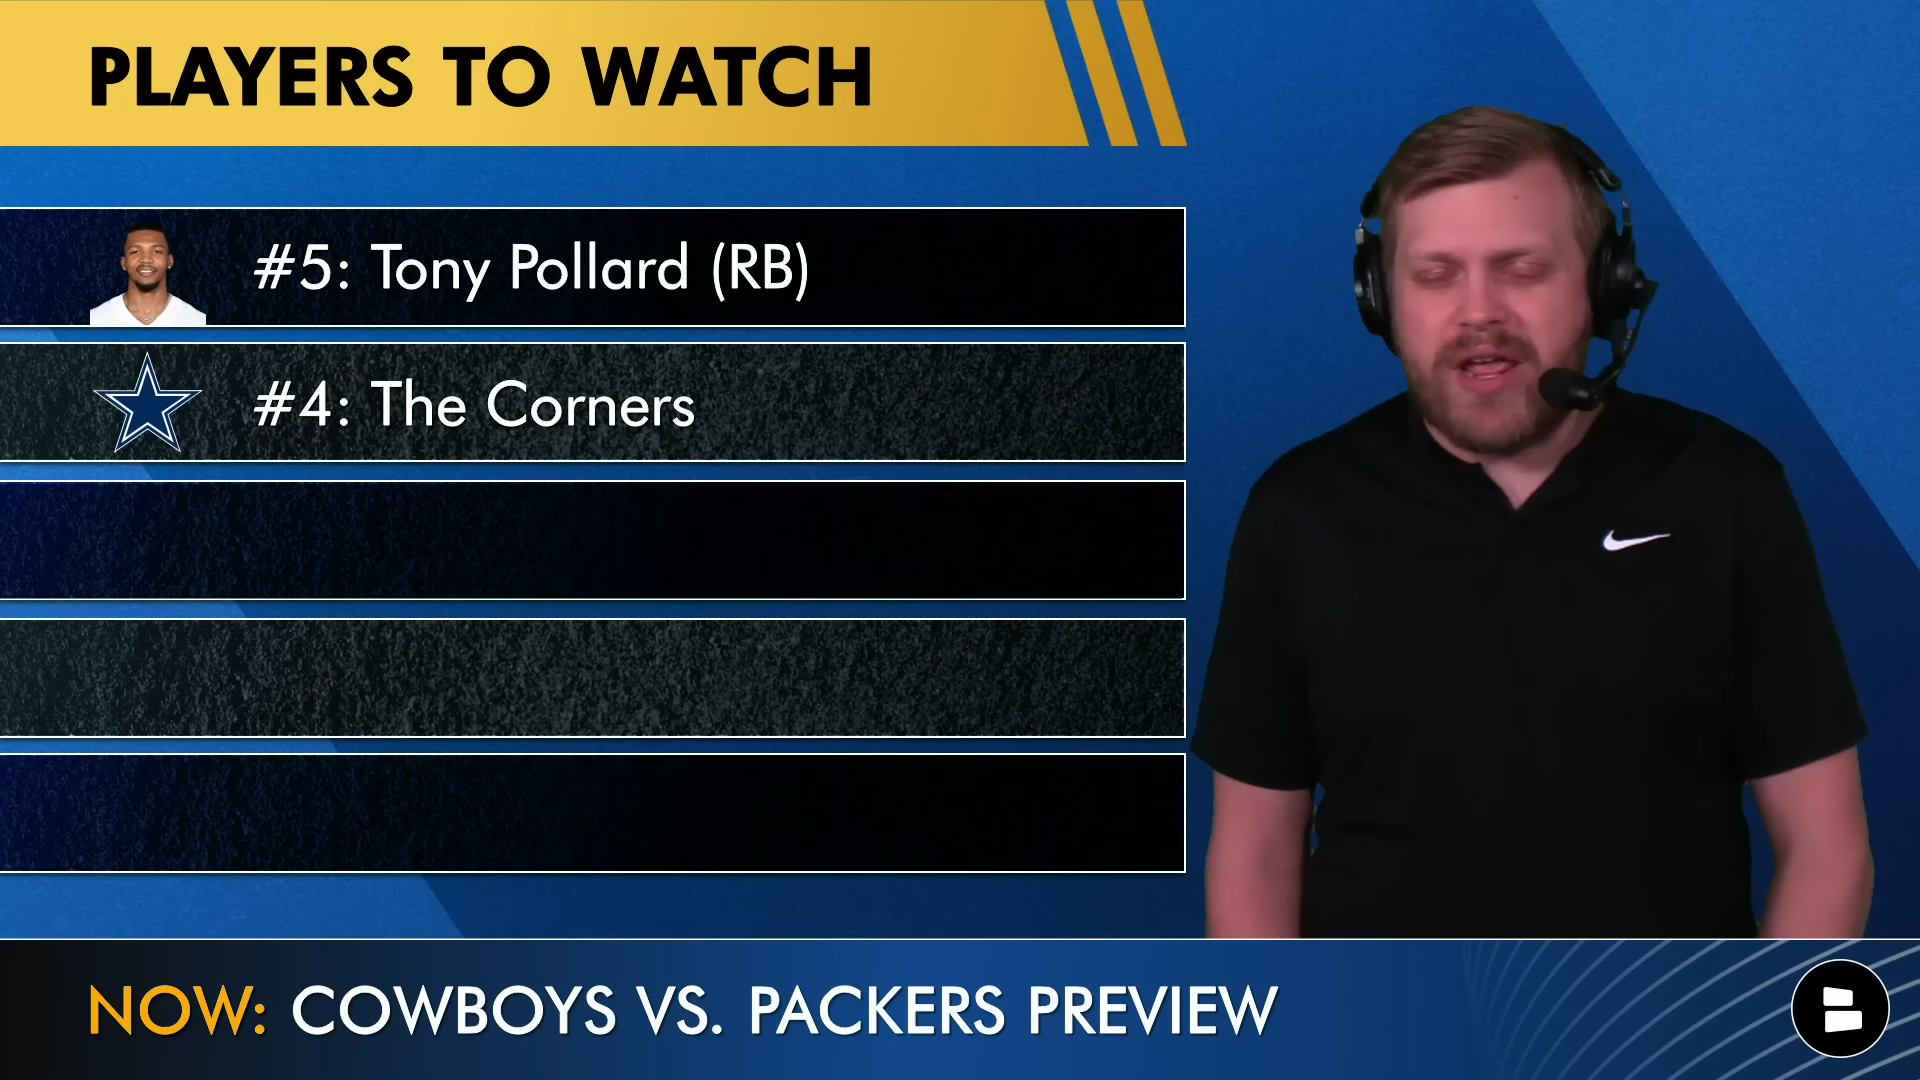 PLAYERS TO WATCH
#5: Tony Pollard (RB)
#4: The Corners
NOW: COWBOYS VS. PACKERS PREVIEW